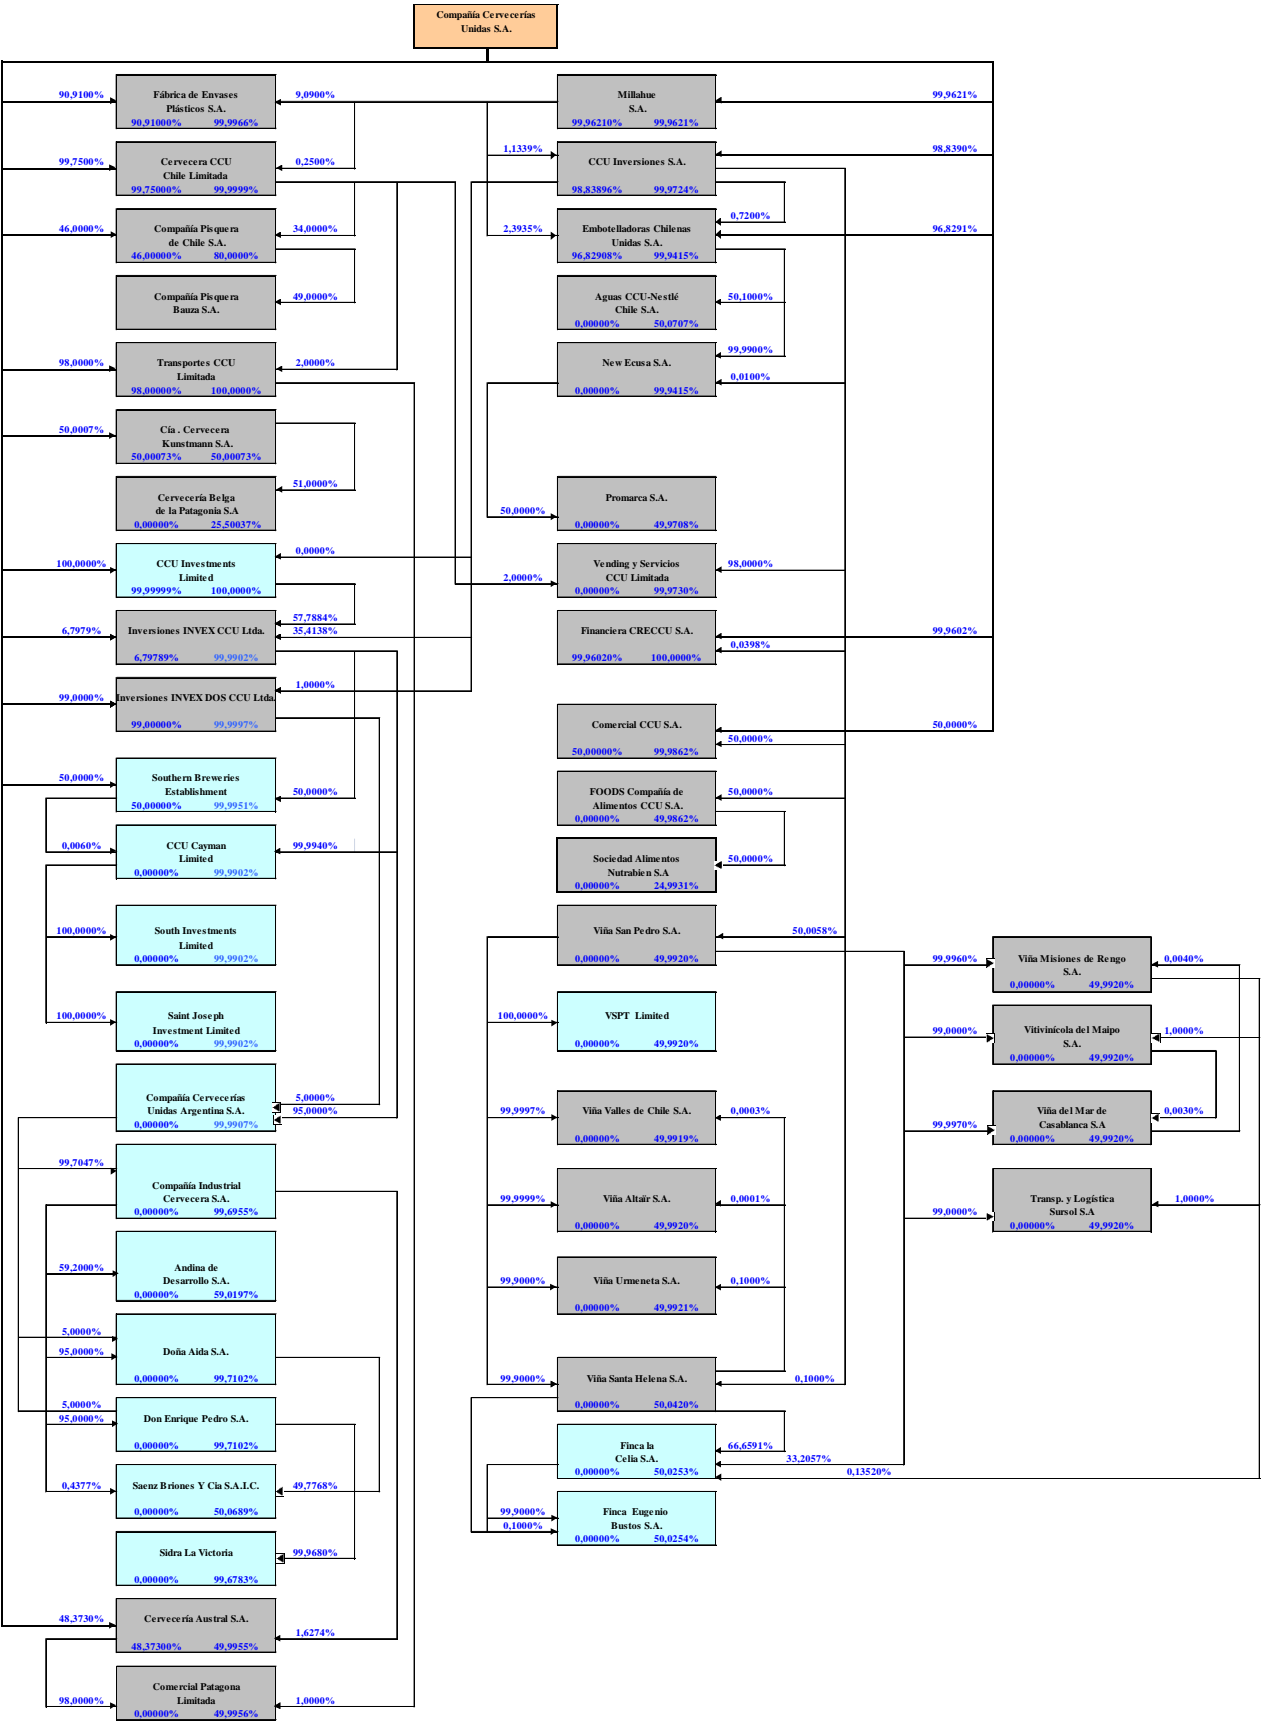 Compañía Cervecerías
Unidas S.A.
90,9100%
Fábrica de Envases
Plásticos S.A.
90,91000% 99,9966%
9,0900%
Millahue
S.A.
99,96210% 99,9621%
99,9621%
99,7500%
Cervecera CCU
Chile Limitada
99,75000% 99,9999%
0,2500%
1,1339%
CCU Inversiones S.A.
98,83896% 99,9724%
98,8390%
46,0000%
Compañía Pisquera
de Chile S.A.
46,00000% 80,0000%
34,0000%
2,3935%
Embotelladoras Chilenas
Unidas S.A.
96,82908% 99,9415%
0,7200%
96,8291%
Compañía Pisquera
Bauza S.A.
49,0000%
Aguas CCU-Nestlé
Chile S.A.
0,00000% 50,0707%
50,1000%
98,0000%
Transportes CCU
Limitada
98,00000% 100,0000%
2,0000%
New Ecusa S.A.
0,00000% 99,9415%
99,9900%
0,0100%
50,0007%
Cía . Cervecera
Kunstmann S.A.
50,00073% 50,00073%
51,0000%
Cervecería Belga
de la Patagonía S.A
0,00000% 25,50037%
50,0000%
Promarca S.A.
0,00000% 49,9708%
100,0000%
CCU Investments
Limited
99,99999% 100,0000%
0,0000%
2,0000%
Vending y Servicios
CCU Limitada
0,00000% 99,9730%
98,0000%
6,7979%
Inversiones INVEX CCU Ltda.
6,79789% 99,9902%
57,7884%
35,4138%
Financiera CRECCU S.A.
99,96020% 100,0000%
99,9602%
0,0398%
99,0000%
Inversiones INVEX DOS CCU Ltda.
99,00000% 99,9997%
1,0000%
Comercial CCU S.A.
50,00000% 99,9862%
50,0000%
50,0000%
50,0000%
Southern Breweries
Establishment
50,00000% 99,9951%
50,0000%
FOODS Compañía de
Alimentos CCU S.A.
0,00000% 49,9862%
50,0000%
0,0060%
CCU Cayman
Limited
0,00000% 99,9902%
99,9940%
Sociedad Alimentos
Nutrabien S.A
0,00000% 24,9931%
50,0000%
100,0000%
South Investments
Limited
0,00000% 99,9902%
Viña San Pedro S.A.
0,00000% 49,9920%
50,0058%
99,9960%
Viña Misiones de Rengo
S.A.
0,00000% 49,9920%
0,0040%
100,0000%
Saint Joseph
Investment Limited
0,00000% 99,9902%
100,0000%
VSPT Limited
0,00000% 49,9920%
99,0000%
Vitivinícola del Maipo
S.A.
0,00000% 49,9920%
1,0000%
Compañía Cervecerías
Unidas Argentina S.A.
0,00000% 99,9907%
5,0000%
95,0000%
99,9997%
Viña Valles de Chile S.A.
0,00000% 49,9919%
0,0003%
99,9970%
Viña del Mar de
Casablanca S.A
0,00000% 49,9920%
0,0030%
99,7047%
Compañía Industrial
Cervecera S.A.
0,00000% 99,6955%
99,9999%
Viña Altaïr S.A.
0,00000% 49,9920%
0,0001%
99,0000%
Transp. y Logística
Sursol S.A
0,00000% 49,9920%
1,0000%
59,2000%
Andina de
Desarrollo S.A.
0,00000% 59,0197%
99,9000%
Viña Urmeneta S.A.
0,00000% 49,9921%
0,1000%
5,0000%
95,0000%
Doña Aida S.A.
0,00000% 99,7102%
99,9000%
Viña Santa Helena S.A.
0,00000% 50,0420%
0,1000%
5,0000%
95,0000%
Don Enrique Pedro S.A.
0,00000% 99,7102%
Finca la
Celia S.A.
0,00000% 50,0253%
66,6591%
33,2057%
0,13520%
0,4377%
Saenz Briones Y Cia S.A.I.C.
0,00000% 50,0689%
49,7768%
99,9000%
0,1000%
Finca Eugenio
Bustos S.A.
0,00000% 50,0254%
Sidra La Victoria
0,00000% 99,6783%
99,9680%
48,3730%
Cervecería Austral S.A.
48,37300% 49,9955%
1,6274%
98,0000%
Comercial Patagona
Limitada
0,00000% 49,9956%
1,0000%